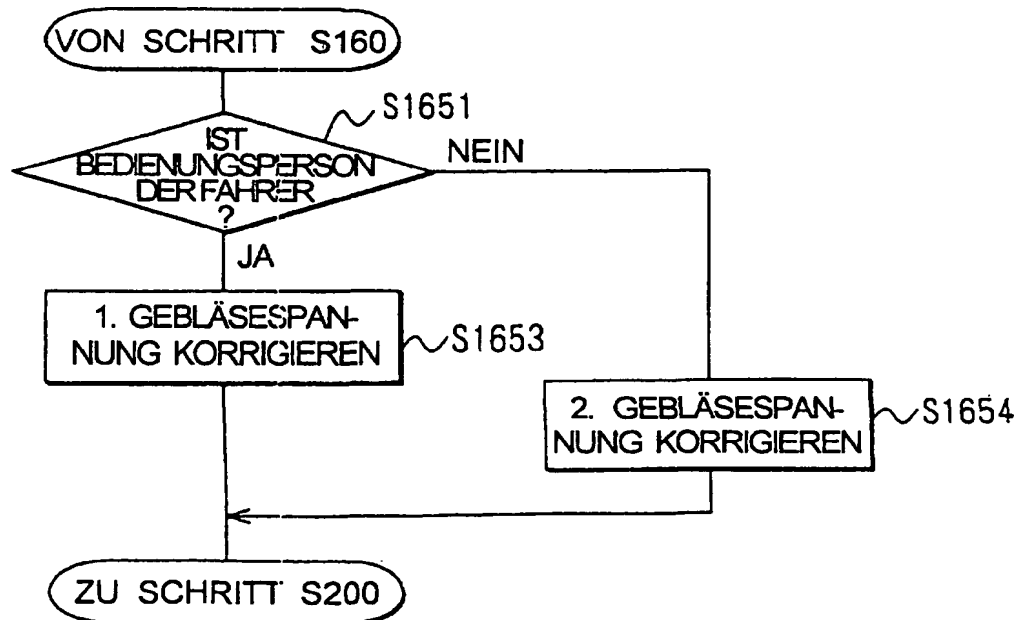 VON SCHRITT S160
S1651
IST
BEDIENUNGSPERSON
DER FAHRER
?
NEIN
JA
1. GEBLÄSESPAN-
NUNG KORRIGIEREN
S1653
2. GEBLÄSESPAN-
NUNG KORRIGIEREN
S1654
ZU SCHRITT S200